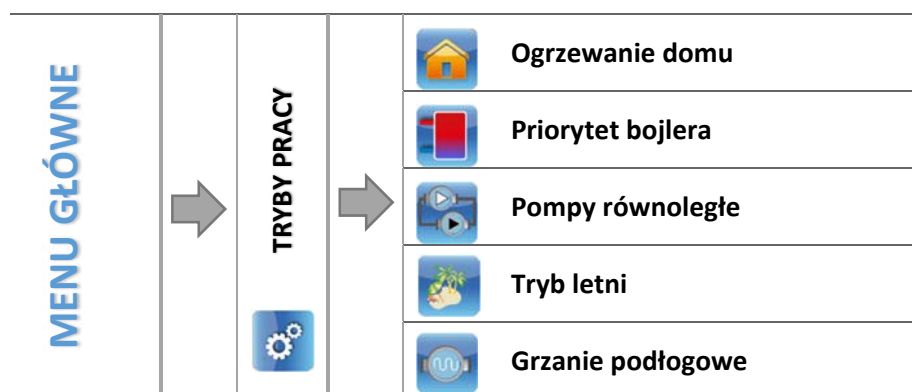 MENU GŁÓWNE
TRYBY PRACY
Ogrzewanie domu
Priorytet bojlera
Pompy równoległe
Tryb letni
Grzanie podłogowe